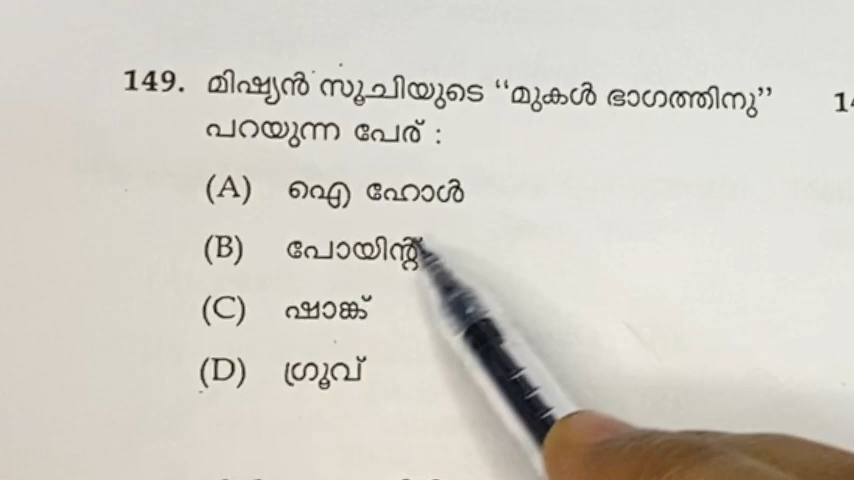 149. മിഷ്യൻ സൂചിയുടെ “മുകൾ ഭാഗത്തിനു”
പറയുന്ന പേര് :
(A) ഐ ഹോൾ
(B) പോയിന്റ്
(C) ഷാങ്ക്
(D) ഗ്രൂവ്